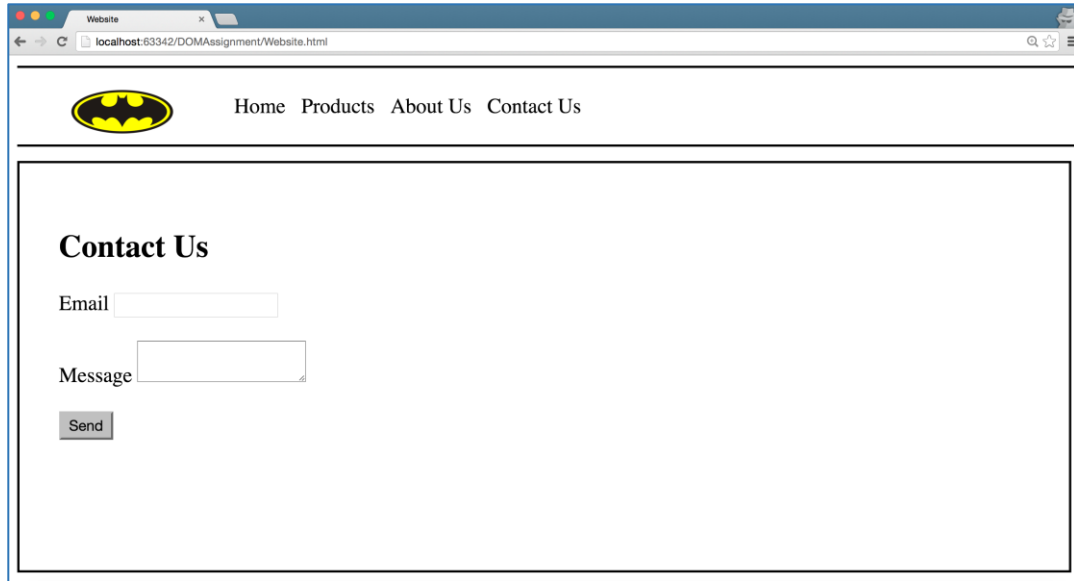 Website
localhost:63342/DOMAssignment/Website.html
Home Products About Us Contact Us
Contact Us
Email
Message
Send